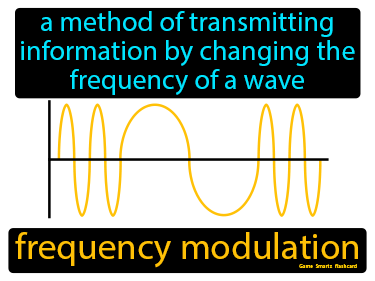 a method of transmitting
information by changing the
frequency of a wave
frequency modulation
Game Smartz Flashcard